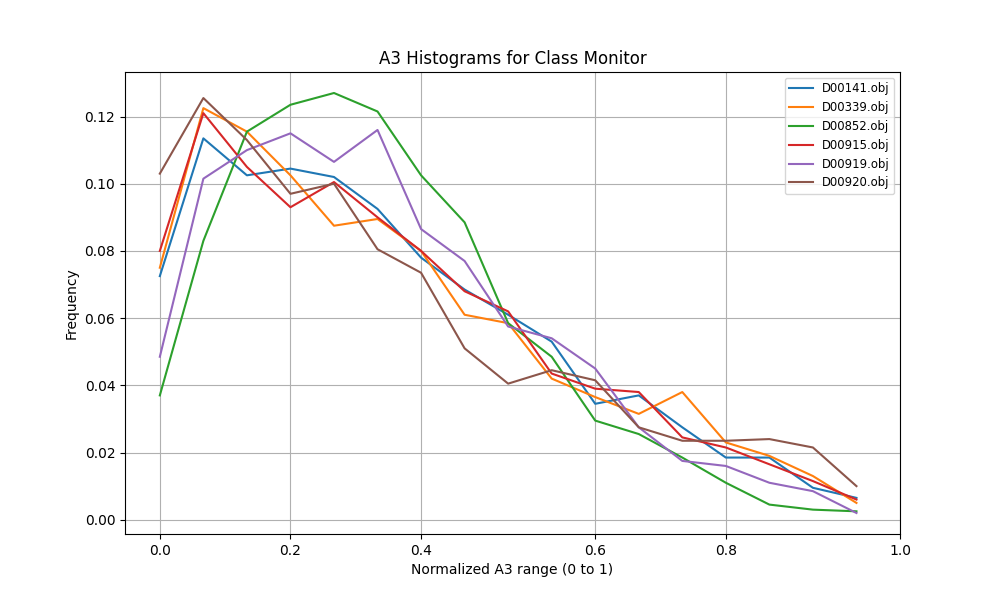 A3 Histograms for Class Monitor
D00141.obj
D00339.obj
D00852.obj
D00915.obj
D00919.obj
D00920.obj
Frequency
0.12
0.10
0.08
0.06
0.04
0.02
0.00
0.0 0.2 0.4 0.6 0.8 1.0
Normalized A3 range (0 to 1)